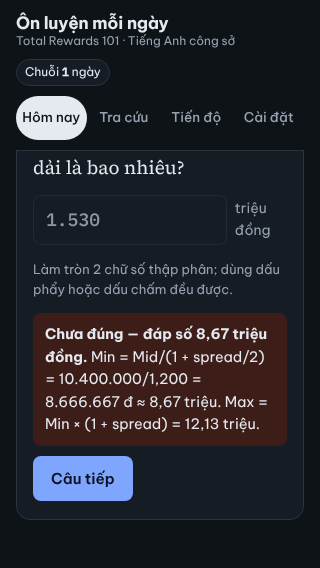 Ôn luyện mỗi ngày
Total Rewards 101 · Tiếng Anh công sở
Chuỗi 1 ngày
Hôm nay Tra cứu Tiến độ Cài đặt
dải là bao nhiêu?
1.530 triệu đồng
Làm tròn 2 chữ số thập phân; dùng dấu
phẩy hoặc dấu chấm đều được.
Chưa đúng — đáp số 8,67 triệu
đồng. Min = Mid/(1 + spread/2)
= 10.400.000/1,200 =
8.666.667 đ ≈ 8,67 triệu. Max =
Min × (1 + spread) = 12,13 triệu.
Câu tiếp